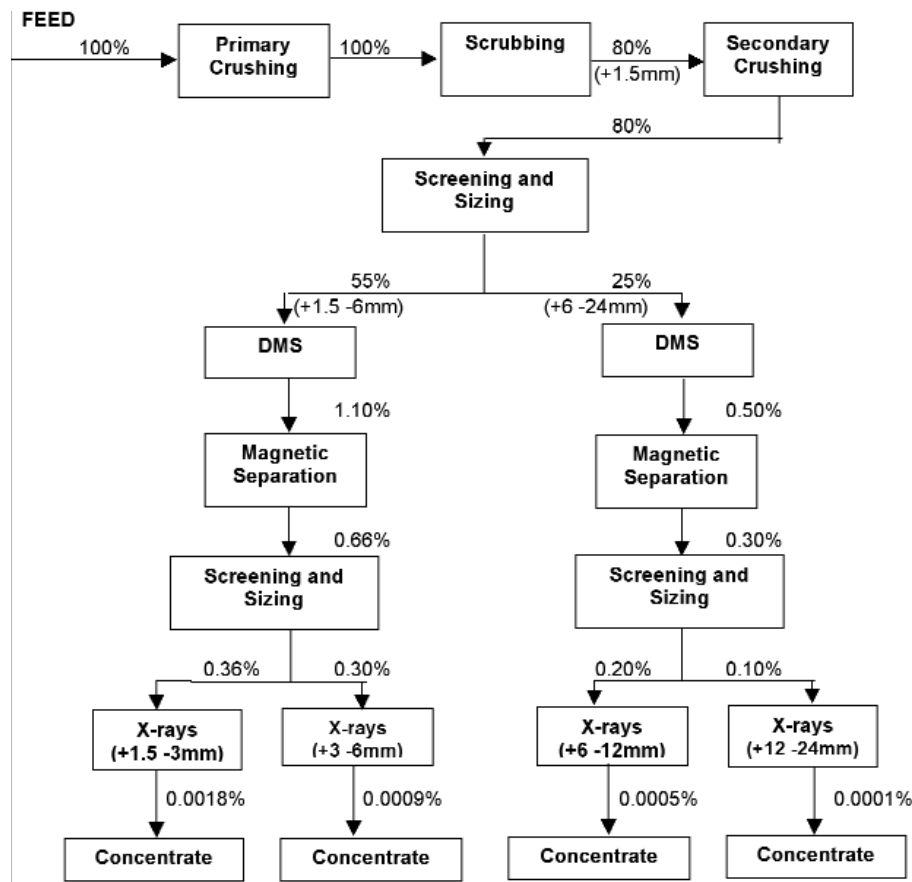 FEED
100%
Primary
Crushing
100%
Scrubbing
80%
(+1.5mm)
Secondary
Crushing
80%
Screening and
Sizing
55%
(+1.5 -6mm)
25%
(+6 -24mm)
DMS
DMS
1.10%
0.50%
Magnetic
Separation
Magnetic
Separation
0.66%
0.30%
Screening and
Sizing
Screening and
Sizing
0.36%
0.30%
0.20%
0.10%
X-rays
(+1.5 -3mm)
X-rays
(+3 -6mm)
X-rays
(+6 -12mm)
X-rays
(+12 -24mm)
0.0018%
0.0009%
0.0005%
0.0001%
Concentrate
Concentrate
Concentrate
Concentrate